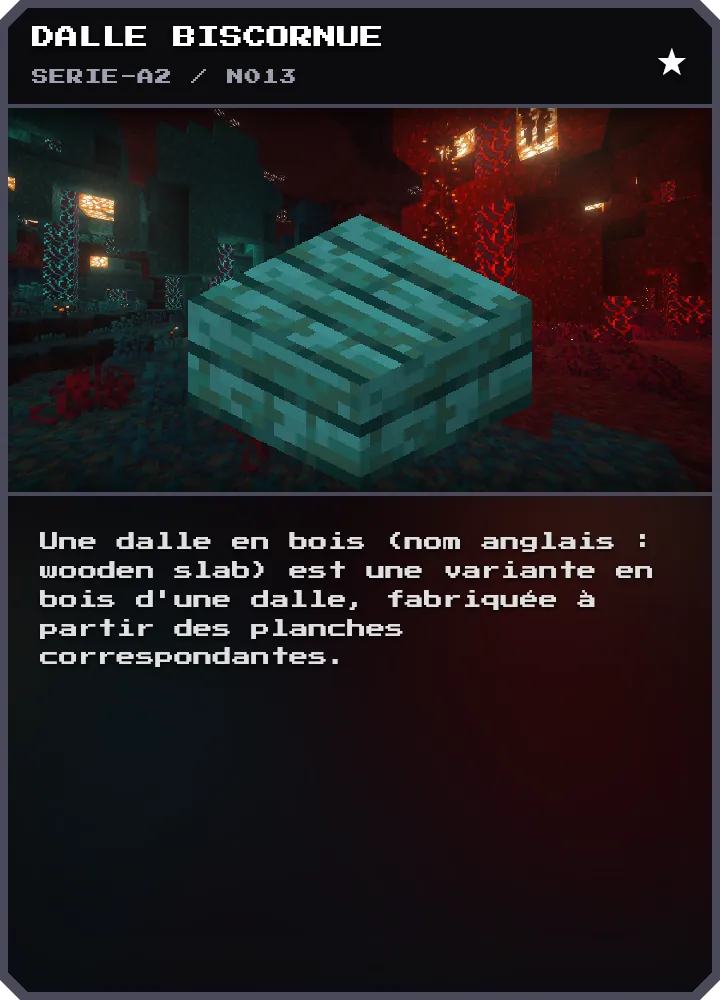 DALLE BISCORNUE
SERIE-A2 / NO13
Une dalle en bois (nom anglais :
wooden slab) est une variante en
bois d'une dalle, fabriquée à
partir des planches
correspondantes.